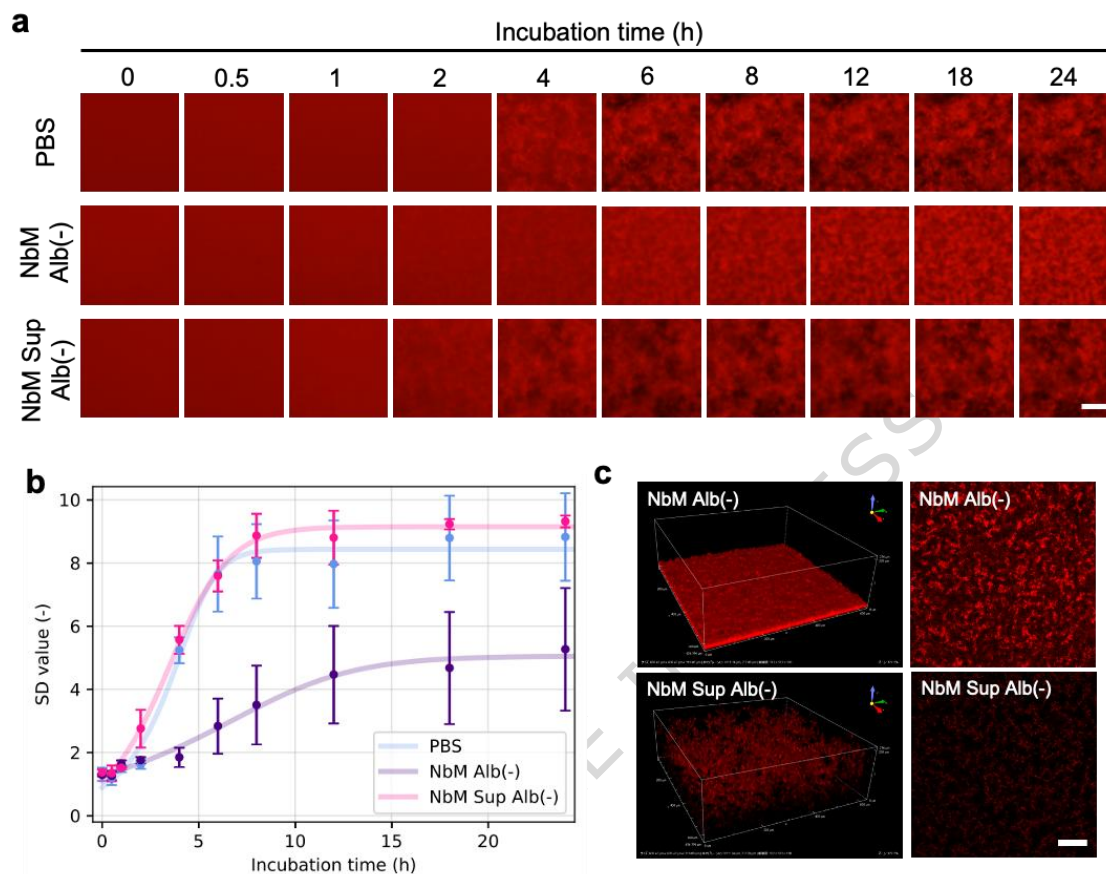 a
Incubation time (h)
0 0.5 1 2 4 6 8 12 18 24
PBS
NbM
Alb(-)
NbM Sup
Alb(-)
b
SD value (-)
10
8
6
4
2
0
0 5 10 15 20
Incubation time (h)
PBS
NbM Alb(-)
NbM Sup Alb(-)
c
NbM Alb(-)
NbM Alb(-)
NbM Sup Alb(-)
NbM Sup Alb(-)